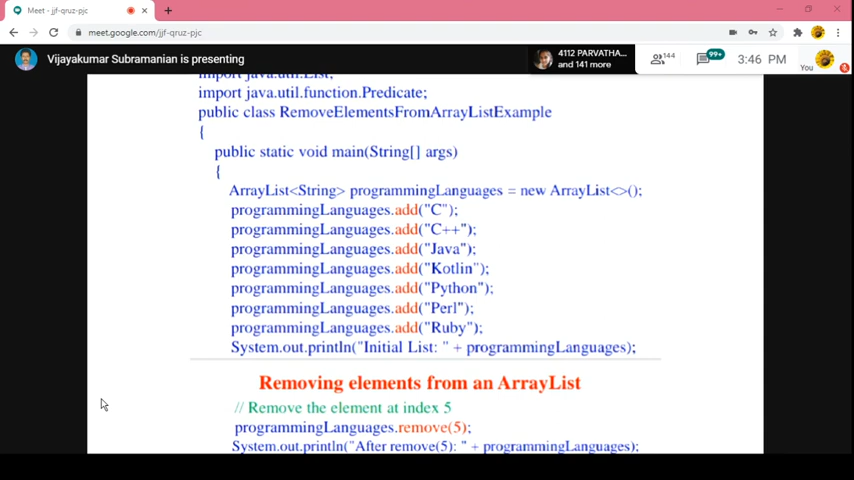 Meet - jjf-qruz-pjc
meet.google.com/jjf-qruz-pjc
Vijayakumar Subramanian is presenting
4112 PARVATHA...
and 141 more
144
99+
3:46 PM
You
import java.util.List;
import java.util.function.Predicate;
public class RemoveElementsFromArrayListExample
{
public static void main(String[] args)
{
ArrayList<String> programmingLanguages = new ArrayList<>();
programmingLanguages.add("C");
programmingLanguages.add("C++");
programmingLanguages.add("Java");
programmingLanguages.add("Kotlin");
programmingLanguages.add("Python");
programmingLanguages.add("Perl");
programmingLanguages.add("Ruby");
System.out.println("Initial List: " + programmingLanguages);
Removing elements from an ArrayList
// Remove the element at index 5
programmingLanguages.remove(5);
System.out.println("After remove(5): " + programmingLanguages);